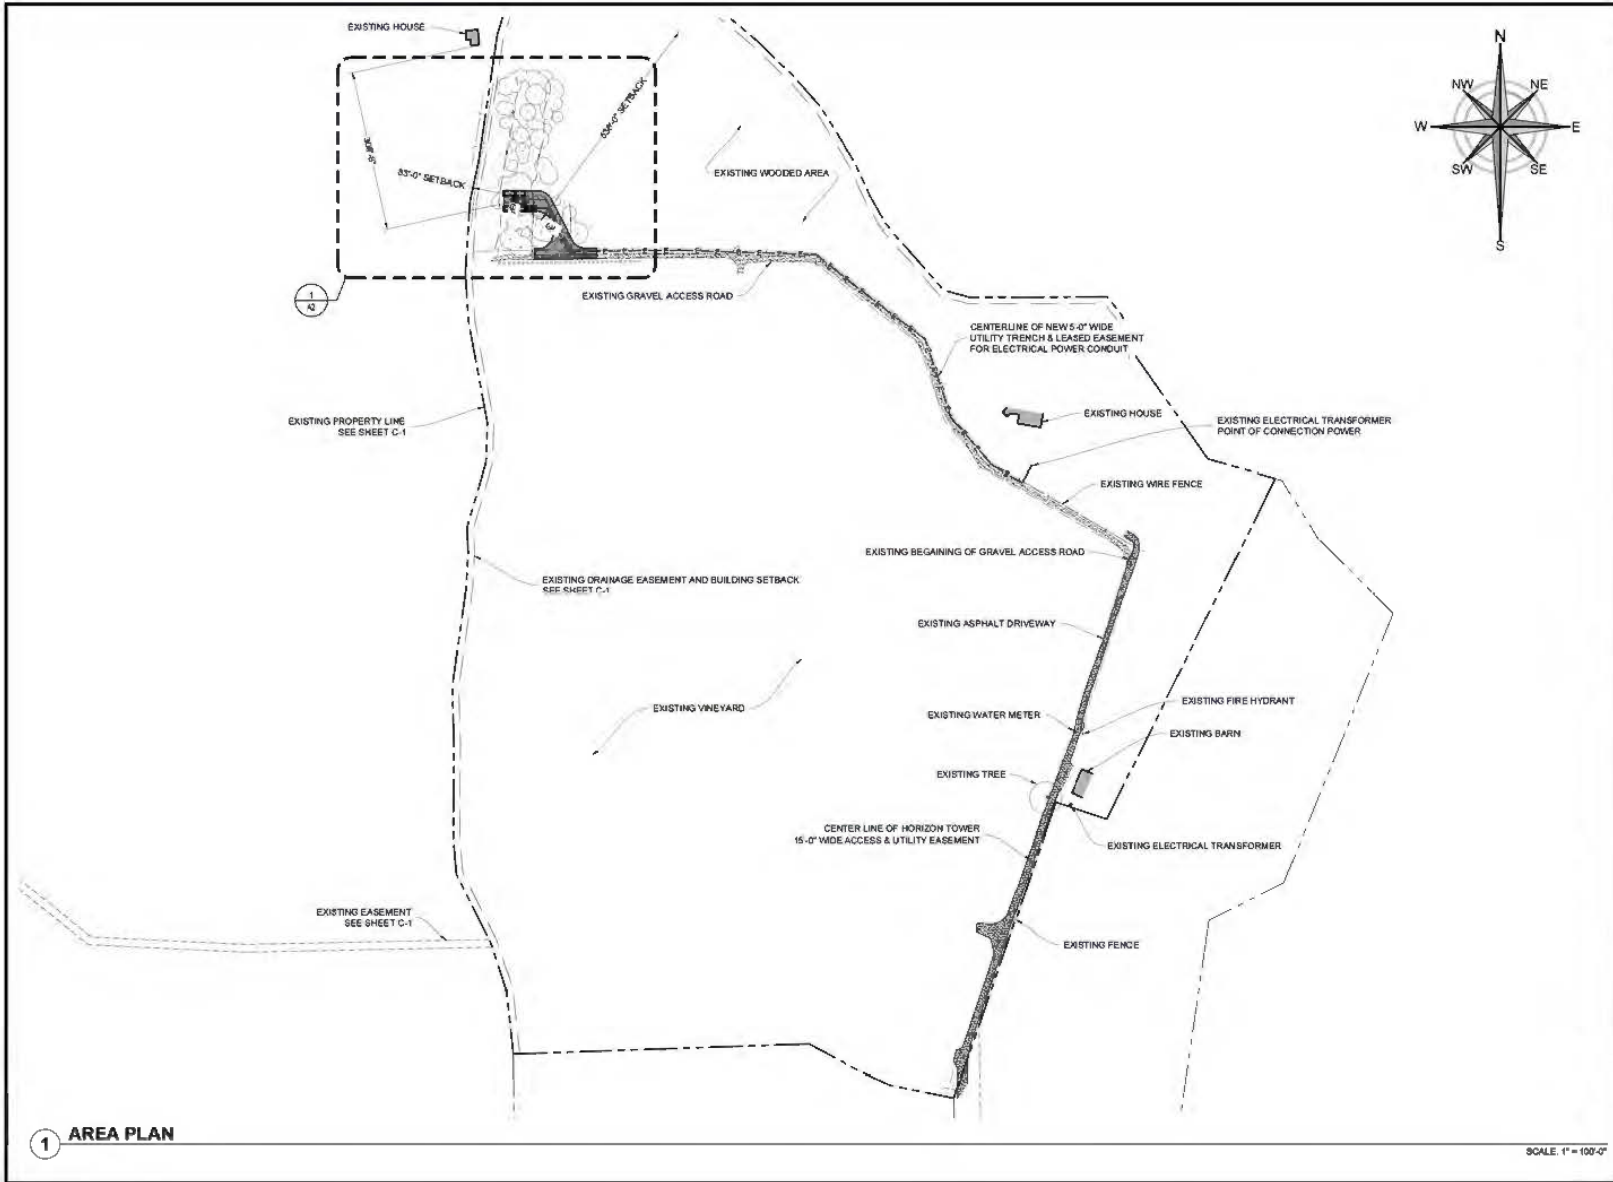 EXISTING HOUSE
N
NW
NE
W
E
SW
SE
S
83'-0" SETBACK
EXISTING WOODED AREA
EXISTING GRAVEL ACCESS ROAD
1
A2
CENTERLINE OF NEW 5'-0" WIDE
UTILITY TRENCH & LEASED EASEMENT
FOR ELECTRICAL POWER CONDUIT
EXISTING HOUSE
EXISTING PROPERTY LINE
SEE SHEET C-1
EXISTING ELECTRICAL TRANSFORMER
POINT OF CONNECTION POWER
EXISTING WIRE FENCE
EXISTING BEGAINING OF GRAVEL ACCESS ROAD
EXISTING DRAINAGE EASEMENT AND BUILDING SETBACK
SEE SHEET C-1
EXISTING ASPHALT DRIVEWAY
EXISTING VINEYARD
EXISTING WATER METER
EXISTING FIRE HYDRANT
EXISTING BARN
EXISTING TREE
CENTER LINE OF HORIZON TOWER
15'-0" WIDE ACCESS & UTILITY EASEMENT
EXISTING ELECTRICAL TRANSFORMER
EXISTING EASEMENT
SEE SHEET C-1
EXISTING FENCE
1
AREA PLAN
SCALE: 1" = 100'-0"